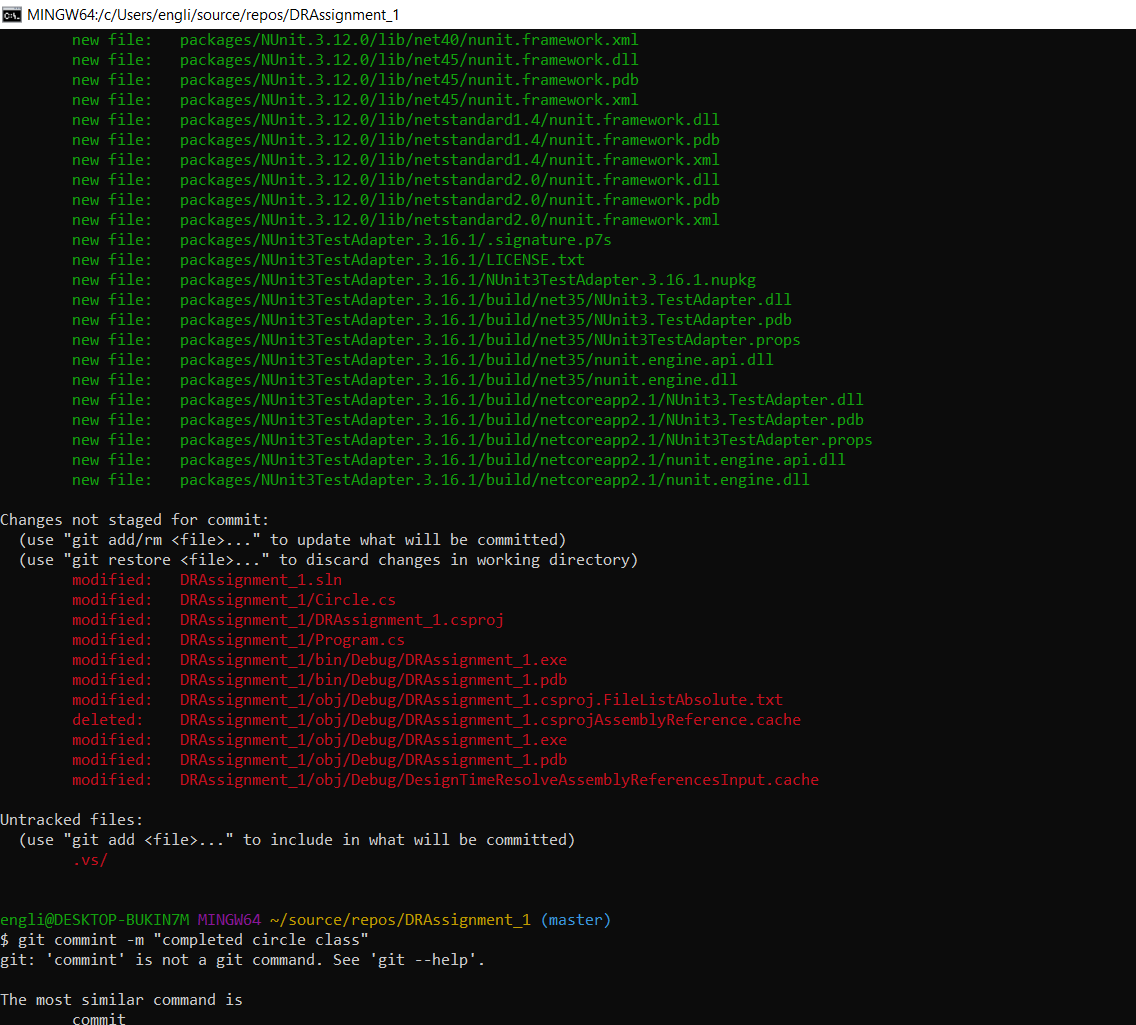 MINGW64:/c/Users/engli/source/repos/DRAssignment_1
new file:   packages/NUnit.3.12.0/lib/net40/nunit.framework.xml
new file:   packages/NUnit.3.12.0/lib/net45/nunit.framework.dll
new file:   packages/NUnit.3.12.0/lib/net45/nunit.framework.pdb
new file:   packages/NUnit.3.12.0/lib/net45/nunit.framework.xml
new file:   packages/NUnit.3.12.0/lib/netstandard1.4/nunit.framework.dll
new file:   packages/NUnit.3.12.0/lib/netstandard1.4/nunit.framework.pdb
new file:   packages/NUnit.3.12.0/lib/netstandard1.4/nunit.framework.xml
new file:   packages/NUnit.3.12.0/lib/netstandard2.0/nunit.framework.dll
new file:   packages/NUnit.3.12.0/lib/netstandard2.0/nunit.framework.pdb
new file:   packages/NUnit.3.12.0/lib/netstandard2.0/nunit.framework.xml
new file:   packages/NUnit3TestAdapter.3.16.1/.signature.p7s
new file:   packages/NUnit3TestAdapter.3.16.1/LICENSE.txt
new file:   packages/NUnit3TestAdapter.3.16.1/NUnit3TestAdapter.3.16.1.nupkg
new file:   packages/NUnit3TestAdapter.3.16.1/build/net35/NUnit3.TestAdapter.dll
new file:   packages/NUnit3TestAdapter.3.16.1/build/net35/NUnit3.TestAdapter.pdb
new file:   packages/NUnit3TestAdapter.3.16.1/build/net35/NUnit3TestAdapter.props
new file:   packages/NUnit3TestAdapter.3.16.1/build/net35/nunit.engine.api.dll
new file:   packages/NUnit3TestAdapter.3.16.1/build/net35/nunit.engine.dll
new file:   packages/NUnit3TestAdapter.3.16.1/build/netcoreapp2.1/NUnit3.TestAdapter.dll
new file:   packages/NUnit3TestAdapter.3.16.1/build/netcoreapp2.1/NUnit3.TestAdapter.pdb
new file:   packages/NUnit3TestAdapter.3.16.1/build/netcoreapp2.1/NUnit3TestAdapter.props
new file:   packages/NUnit3TestAdapter.3.16.1/build/netcoreapp2.1/nunit.engine.api.dll
new file:   packages/NUnit3TestAdapter.3.16.1/build/netcoreapp2.1/nunit.engine.dll
Changes not staged for commit:
(use "git add/rm <file>..." to update what will be committed)
(use "git restore <file>..." to discard changes in working directory)
modified:   DRAssignment_1.sln
modified:   DRAssignment_1/Circle.cs
modified:   DRAssignment_1/DRAssignment_1.csproj
modified:   DRAssignment_1/Program.cs
modified:   DRAssignment_1/bin/Debug/DRAssignment_1.exe
modified:   DRAssignment_1/bin/Debug/DRAssignment_1.pdb
modified:   DRAssignment_1/obj/Debug/DRAssignment_1.csproj.FileListAbsolute.txt
deleted:    DRAssignment_1/obj/Debug/DRAssignment_1.csprojAssemblyReference.cache
modified:   DRAssignment_1/obj/Debug/DRAssignment_1.exe
modified:   DRAssignment_1/obj/Debug/DRAssignment_1.pdb
modified:   DRAssignment_1/obj/Debug/DesignTimeResolveAssemblyReferencesInput.cache
Untracked files:
(use "git add <file>..." to include in what will be committed)
.vs/
engli@DESKTOP-BUKIN7M MINGW64 ~/source/repos/DRAssignment_1 (master)
$ git commint -m "completed circle class"
git: 'commint' is not a git command. See 'git --help'.
The most similar command is
commit